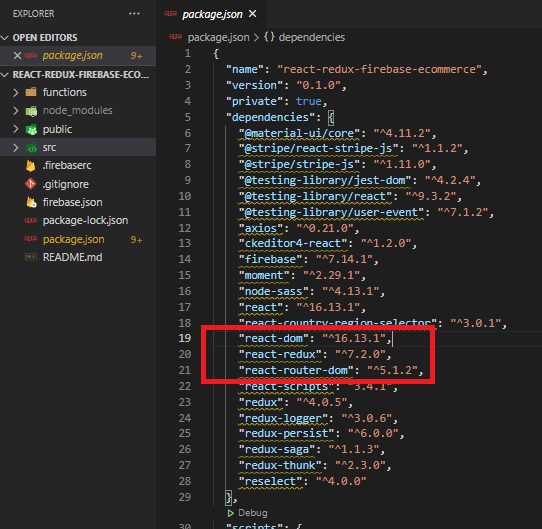 EXPLORER
...
OPEN EDITORS
package.json 9+
REACT-REDUX-FIREBASE-ECO...
functions
node_modules
public
src
.firebaserc
.gitignore
firebase.json
package-lock.json
package.json 9+
README.md
package.json
package.json > {} dependencies
1 {
2 "name": "react-redux-firebase-ecommerce",
3 "version": "0.1.0",
4 "private": true,
5 "dependencies": {
6 "@material-ui/core": "^4.11.2",
7 "@stripe/react-stripe-js": "^1.1.2",
8 "@stripe/stripe-js": "^1.11.0",
9 "@testing-library/jest-dom": "^4.2.4",
10 "@testing-library/react": "^9.3.2",
11 "@testing-library/user-event": "^7.1.2",
12 "axios": "^0.21.0",
13 "ckeditor4-react": "^1.2.0",
14 "firebase": "^7.14.1",
15 "moment": "^2.29.1",
16 "node-sass": "^4.13.1",
17 "react": "^16.13.1",
18 "react-country-region-selector": "^3.0.1",
19 "react-dom": "^16.13.1",
20 "react-redux": "^7.2.0",
21 "react-router-dom": "^5.1.2",
22 "react-scripts": "3.4.1",
23 "redux": "^4.0.5",
24 "redux-logger": "^3.0.6",
25 "redux-persist": "^6.0.0",
26 "redux-saga": "^1.1.3",
27 "redux-thunk": "^2.3.0",
28 "reselect": "^4.0.0"
29 },
Debug
30 "scripts": {